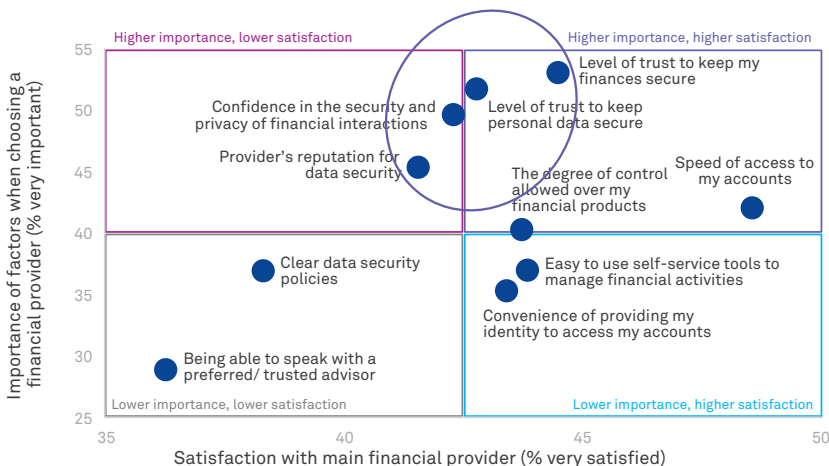 Importance of factors when choosing a
financial provider (% very important)
55
50
45
40
35
30
25
Higher importance, lower satisfaction
Higher importance, higher satisfaction
Level of trust to keep my
finances secure
Confidence in the security and
privacy of financial interactions
Level of trust to keep
personal data secure
Provider's reputation for
data security
The degree of control
allowed over my
financial products
Speed of access to
my accounts
Clear data security
policies
Easy to use self-service tools to
manage financial activities
Convenience of providing my
identity to access my accounts
Being able to speak with a
preferred/ trusted advisor
Lower importance, lower satisfaction
Lower importance, higher satisfaction
35
40
45
50
Satisfaction with main financial provider (% very satisfied)